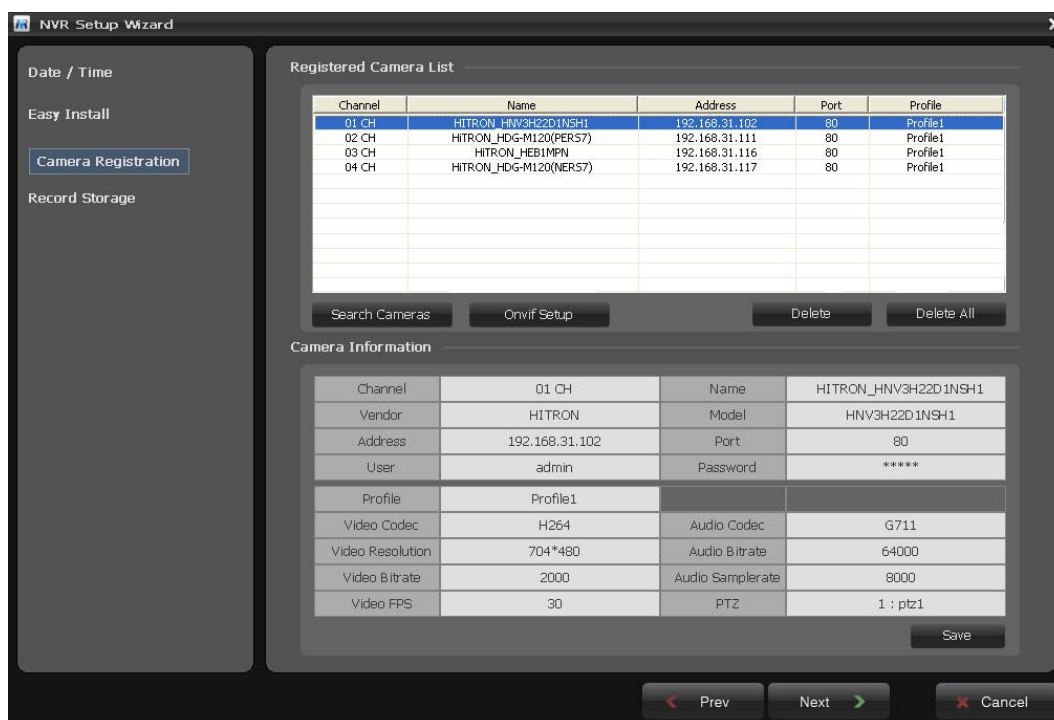 NVR Setup Wizard
Date / Time
Easy Install
Camera Registration
Record Storage
Registered Camera List
Channel Name Address Port Profile
01 CH HITRON_HNV3H22D1NSH1 192.168.31.102 80 Profile1
02 CH HiTRON_HDG-M120(PERS7) 192.168.31.111 80 Profile1
03 CH HiTRON_HEB1MPN 192.168.31.116 80 Profile1
04 CH HiTRON_HDG-M120(NERS7) 192.168.31.117 80 Profile1
Search Cameras Onvif Setup Delete Delete All
Camera Information
Channel 01 CH Name HITRON_HNV3H22D1NSH1
Vendor HITRON Model HNV3H22D1NSH1
Address 192.168.31.102 Port 80
User admin Password *****
Profile Profile1
Video Codec H264 Audio Codec G711
Video Resolution 704*480 Audio Bitrate 64000
Video Bitrate 2000 Audio Samplerate 8000
Video FPS 30 PTZ 1 : ptz1
Save
Prev Next Cancel